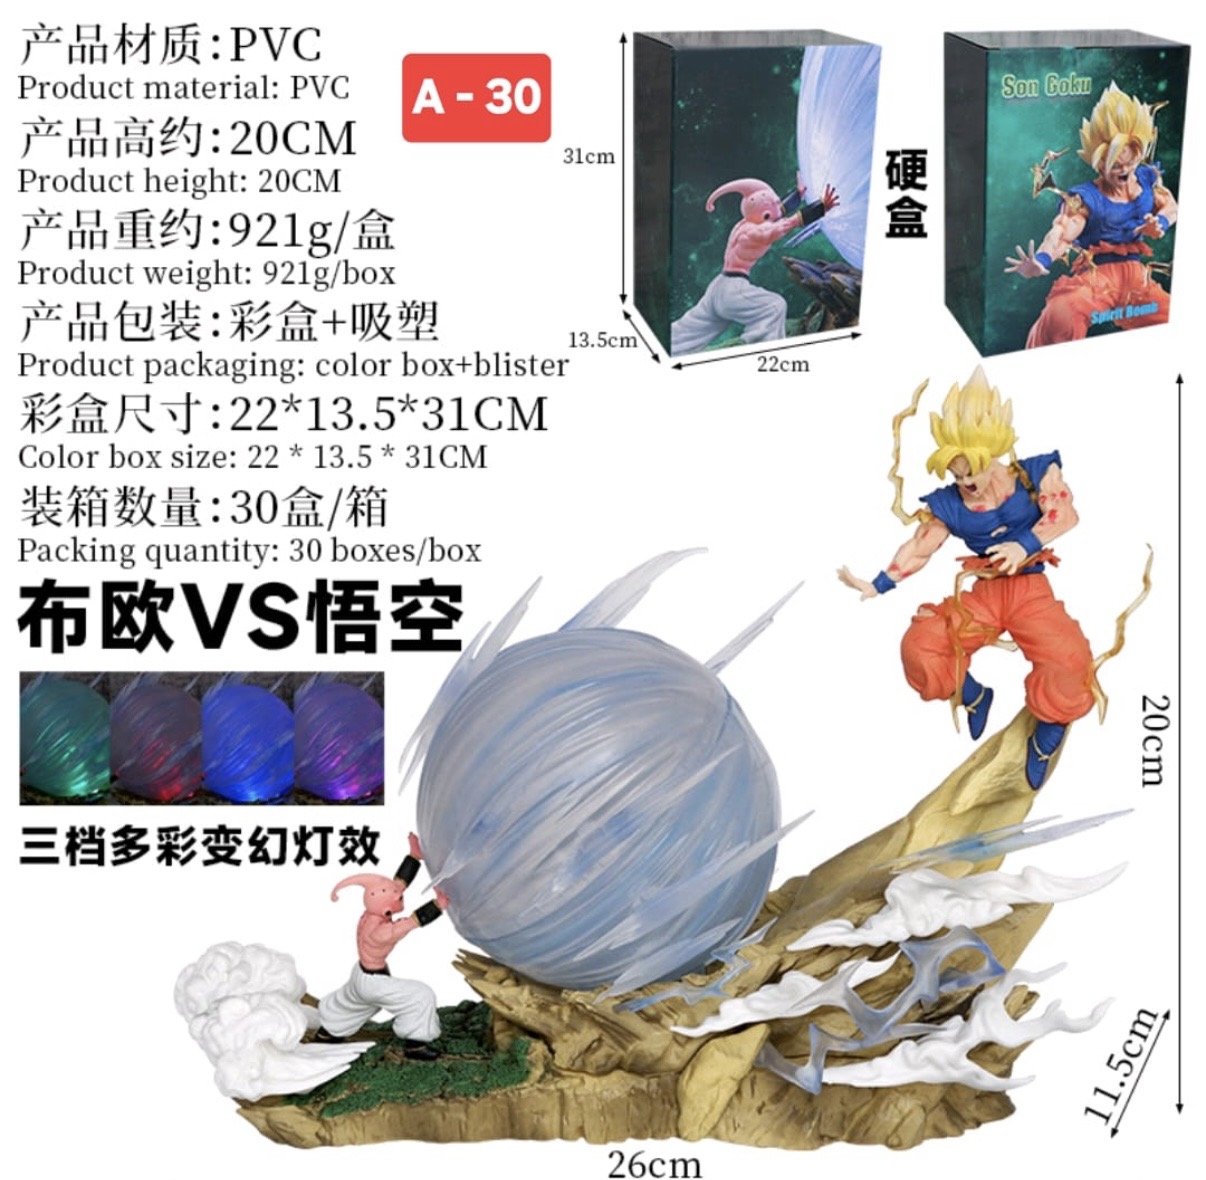 产品材质:PVC
Product material: PVC
产品高约:20CM
Product height: 20CM
产品重约:921g/盒
Product weight: 921g/box
产品包装:彩盒+吸塑
Product packaging: color box+blister
彩盒尺寸:22*13.5*31CM
Color box size: 22 * 13.5 * 31CM
装箱数量:30盒/箱
Packing quantity: 30 boxes/box
布欧VS悟空
三档多彩变幻灯效
A - 30
31cm
13.5cm
22cm
硬盒
Son Goku
Spirit Bomb
20cm
11.5cm
26cm